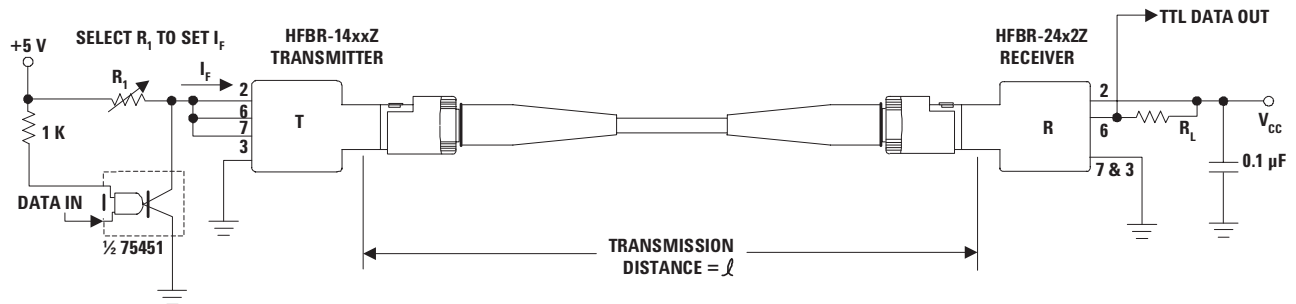 +5 V
SELECT R1 TO SET IF
R1
IF
1 K
DATA IN
½ 75451
HFBR-14xxZ
TRANSMITTER
2
6
7
3
T
TRANSMISSION
DISTANCE = ℓ
HFBR-24x2Z
RECEIVER
R
2
6
7 & 3
TTL DATA OUT
RL
VCC
0.1 µF